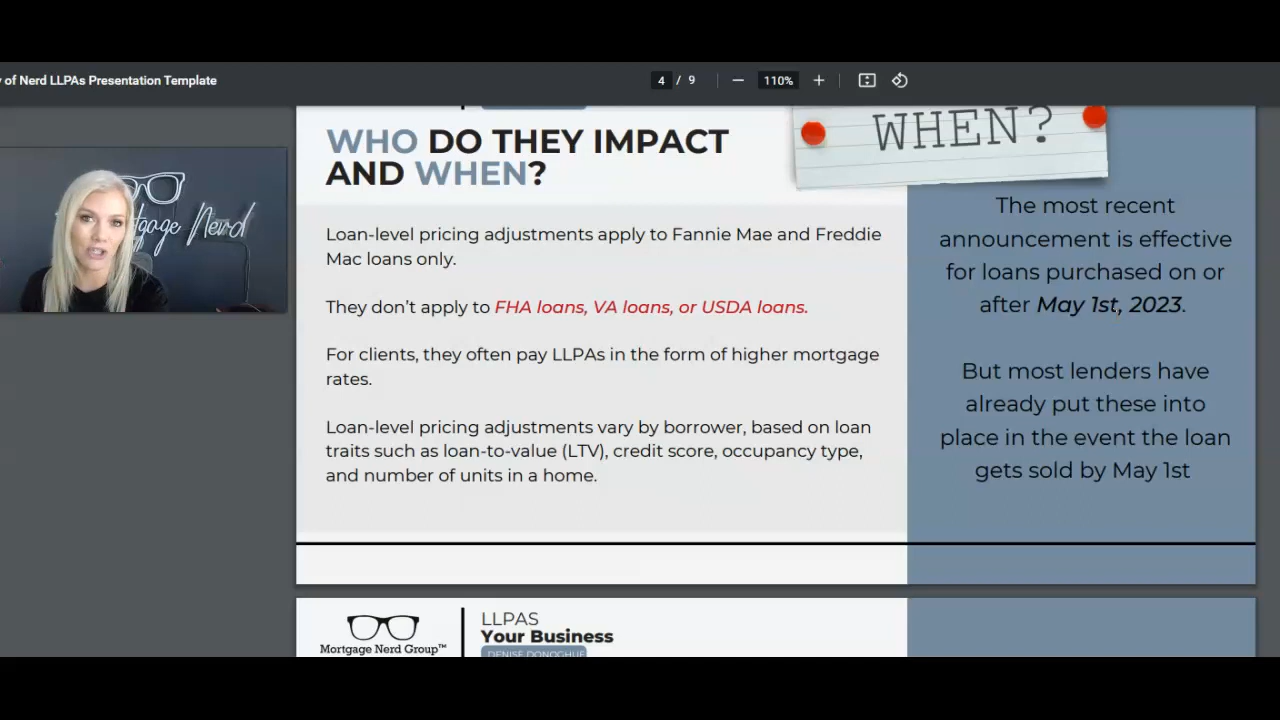 y of Nerd LLPAs Presentation Template
4 / 9
110%
tgage Nerd
WHO DO THEY IMPACT
AND WHEN?
Loan-level pricing adjustments apply to Fannie Mae and Freddie
Mac loans only.
They don't apply to FHA loans, VA loans, or USDA loans.
For clients, they often pay LLPAs in the form of higher mortgage
rates.
Loan-level pricing adjustments vary by borrower, based on loan
traits such as loan-to-value (LTV), credit score, occupancy type,
and number of units in a home.
WHEN?
The most recent
announcement is effective
for loans purchased on or
after May 1st, 2023.
But most lenders have
already put these into
place in the event the loan
gets sold by May 1st
Mortgage Nerd Group™
LLPAS
Your Business
DENISE DONOGHUE